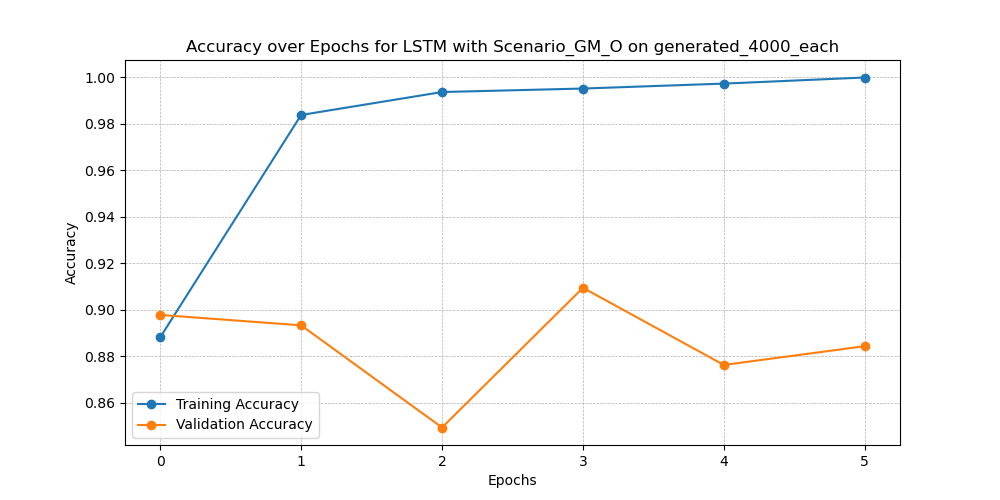 Accuracy over Epochs for LSTM with Scenario_GM_O on generated_4000_each
Accuracy
1.00
0.98
0.96
0.94
0.92
0.90
0.88
0.86
Training Accuracy
Validation Accuracy
0 1 2 3 4 5
Epochs